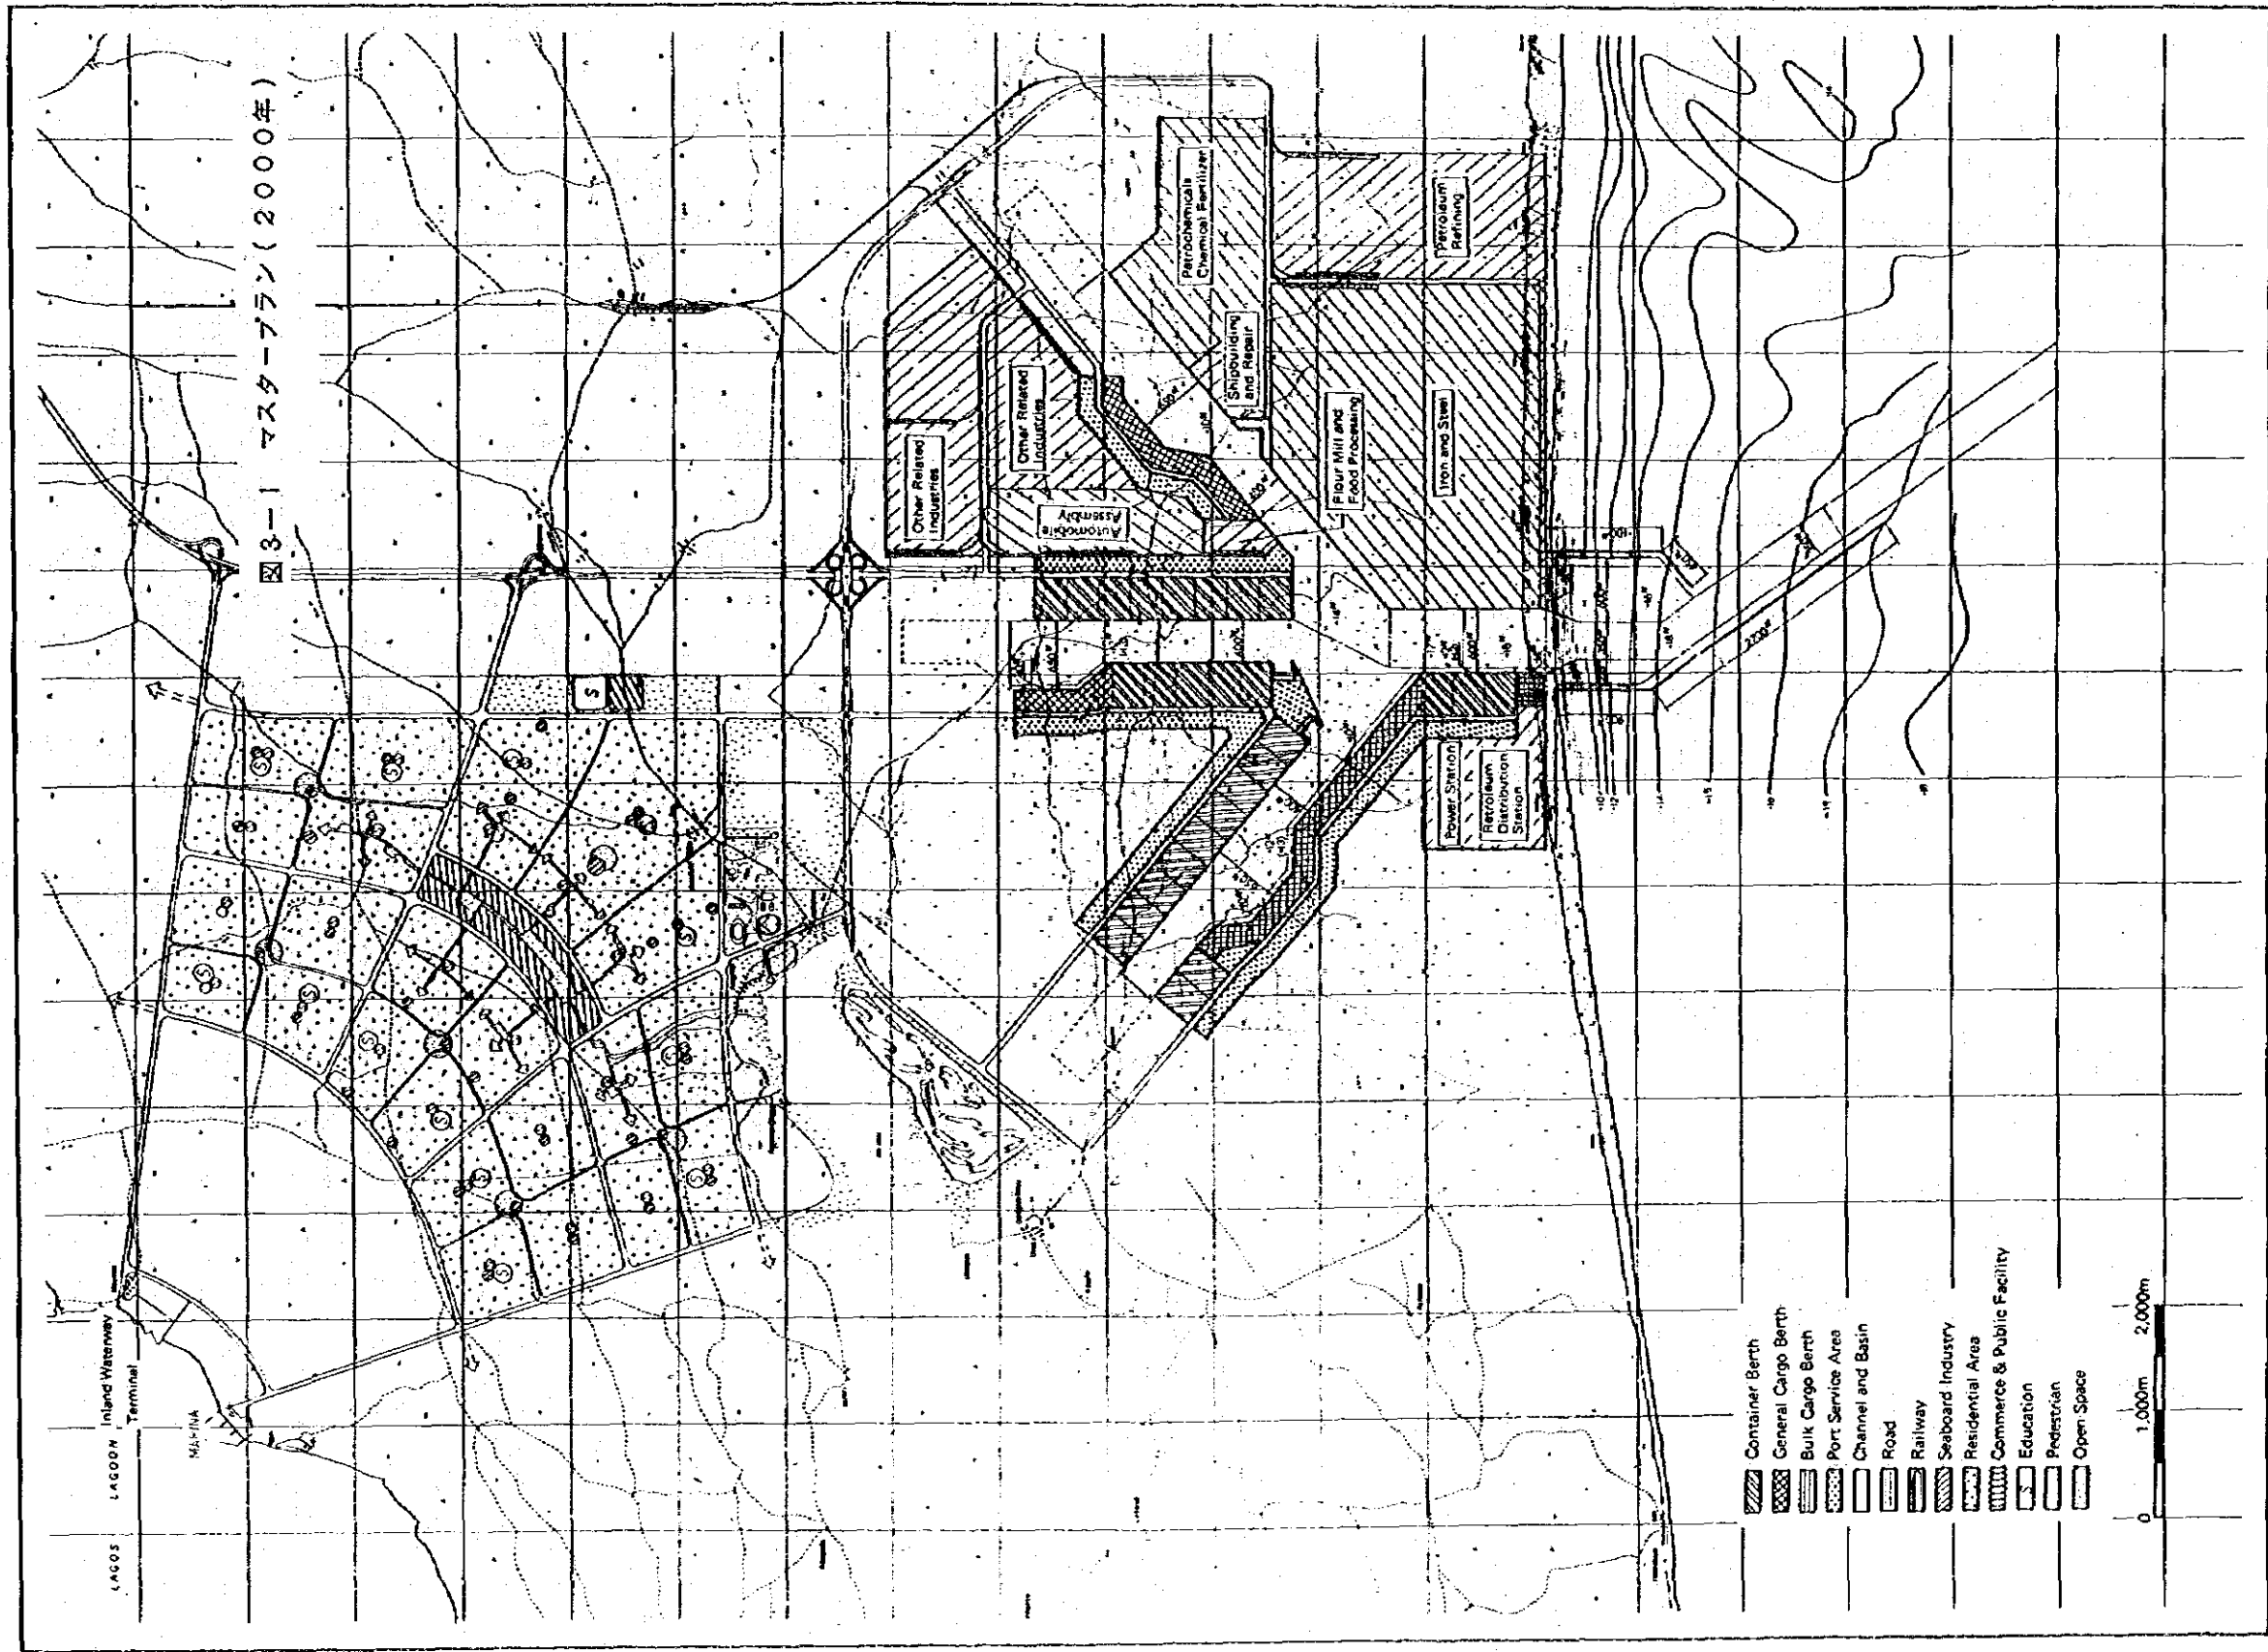 図3-1 マスタープラン(2000年)
LAGOS LAGOON
Inland Waterway
Terminal
MARINA
Other Related
Industries
Other Related
Industries
Automobile
Assembly
Petrochemicals
Chemical Fertilizer
Shipbuilding
and Repair
Flour Mill and
Food Processing
Iron and Steel
Petroleum
Refining
Power Station
Petroleum
Distribution
Station
2700m
Container Berth
General Cargo Berth
Bulk Cargo Berth
Port Service Area
Channel and Basin
Road
Railway
Seaboard Industry
Residential Area
Commerce & Public Facility
Education
Pedestrian
Open Space
0 1,000m 2,000m